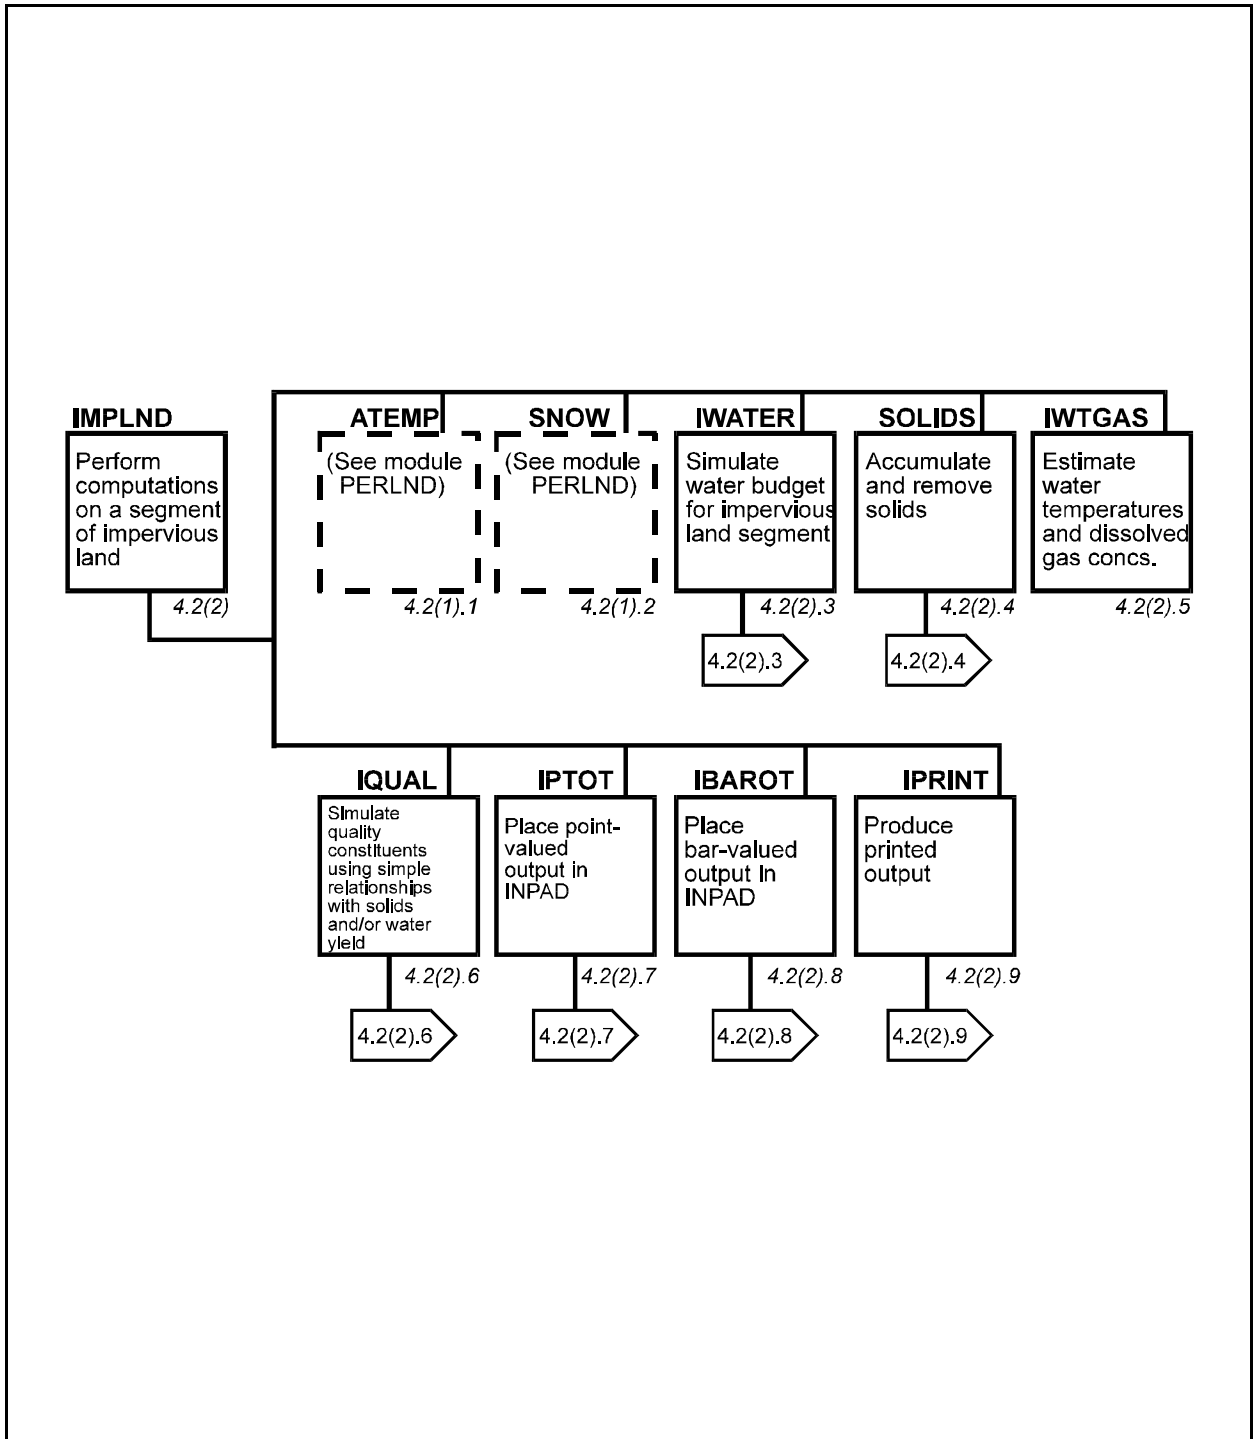 IMPLND
Perform
computations
on a segment
of impervious
land
4.2(2)
ATEMP
(See module
PERLND)
4.2(1).1
SNOW
(See module
PERLND)
4.2(1).2
IWATER
Simulate
water budget
for impervious
land segment
4.2(2).3
4.2(2).3
SOLIDS
Accumulate
and remove
solids
4.2(2).4
4.2(2).4
IWTGAS
Estimate
water
temperatures
and dissolved
gas concs.
4.2(2).5
IQUAL
Simulate
quality
constituents
using simple
relationships
with solids
and/or water
yield
4.2(2).6
4.2(2).6
IPTOT
Place point-
valued
output in
INPAD
4.2(2).7
4.2(2).7
IBAROT
Place
bar-valued
output In
INPAD
4.2(2).8
4.2(2).8
IPRINT
Produce
printed
output
4.2(2).9
4.2(2).9